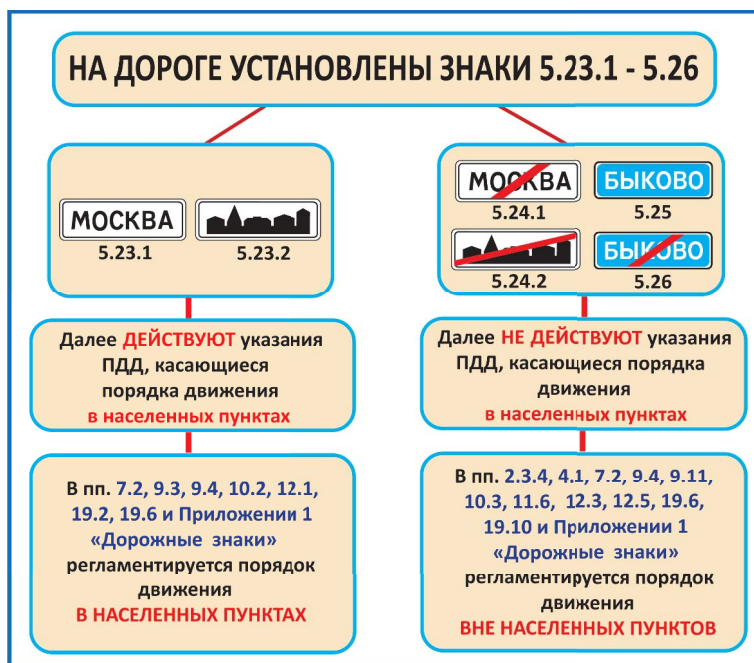 НА ДОРОГЕ УСТАНОВЛЕНЫ ЗНАКИ 5.23.1 - 5.26
МОСКВА
5.23.1
5.23.2
МОСКВА
5.24.1
БЫКОВО
5.25
5.24.2
БЫКОВО
5.26
Далее ДЕЙСТВУЮТ указания
ПДД, касающиеся
порядка движения
в населенных пунктах
В пп. 7.2, 9.3, 9.4, 10.2, 12.1,
19.2, 19.6 и Приложении 1
«Дорожные знаки»
регламентируется порядок
движения
В НАСЕЛЕННЫХ ПУНКТАХ
Далее НЕ ДЕЙСТВУЮТ указания
ПДД, касающиеся порядка
движения
в населенных пунктах
В пп. 2.3.4, 4.1, 7.2, 9.4, 9.11,
10.3, 11.6, 12.3, 12.5, 19.6,
19.10 и Приложении 1
«Дорожные знаки»
регламентируется порядок
движения
ВНЕ НАСЕЛЕННЫХ ПУНКТОВ